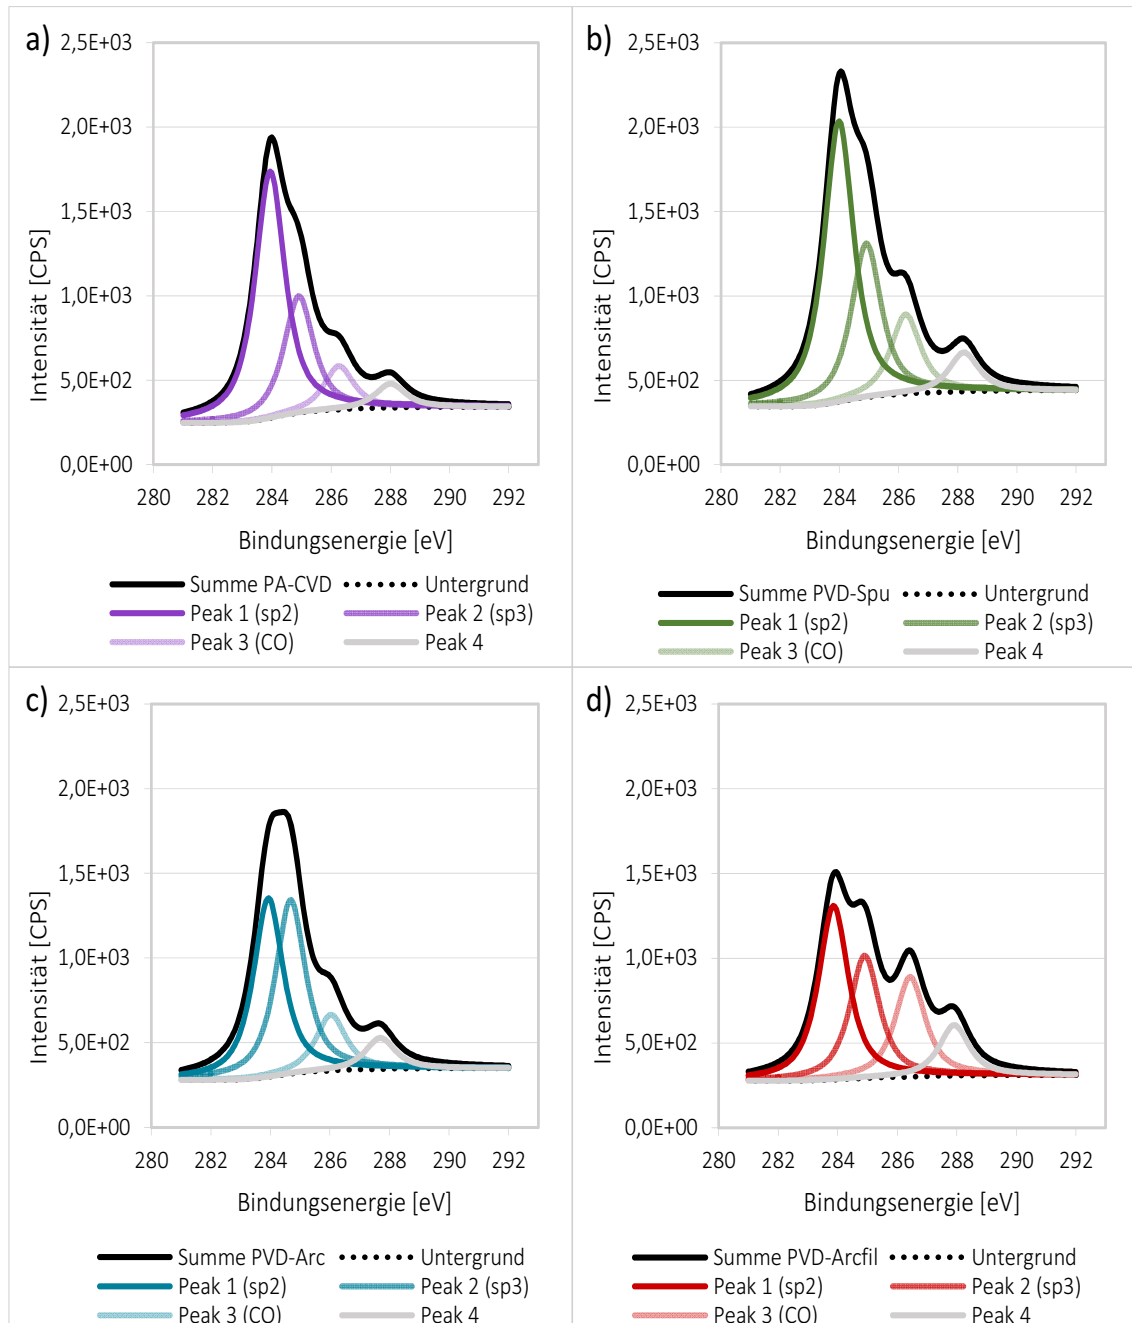 a)
2,5E+03
2,0E+03
1,5E+03
1,0E+03
5,0E+02
0,0E+00
Intensität [CPS]
280 282 284 286 288 290 292
Bindungsenergie [eV]
Summe PA-CVD Untergrund
Peak 1 (sp2) Peak 2 (sp3)
Peak 3 (CO) Peak 4
b)
2,5E+03
2,0E+03
1,5E+03
1,0E+03
5,0E+02
0,0E+00
Intensität [CPS]
280 282 284 286 288 290 292
Bindungsenergie [eV]
Summe PVD-Spu Untergrund
Peak 1 (sp2) Peak 2 (sp3)
Peak 3 (CO) Peak 4
c)
2,5E+03
2,0E+03
1,5E+03
1,0E+03
5,0E+02
0,0E+00
Intensität [CPS]
280 282 284 286 288 290 292
Bindungsenergie [eV]
Summe PVD-Arc Untergrund
Peak 1 (sp2) Peak 2 (sp3)
Peak 3 (CO) Peak 4
d)
2,5E+03
2,0E+03
1,5E+03
1,0E+03
5,0E+02
0,0E+00
Intensität [CPS]
280 282 284 286 288 290 292
Bindungsenergie [eV]
Summe PVD-Arcfil Untergrund
Peak 1 (sp2) Peak 2 (sp3)
Peak 3 (CO) Peak 4